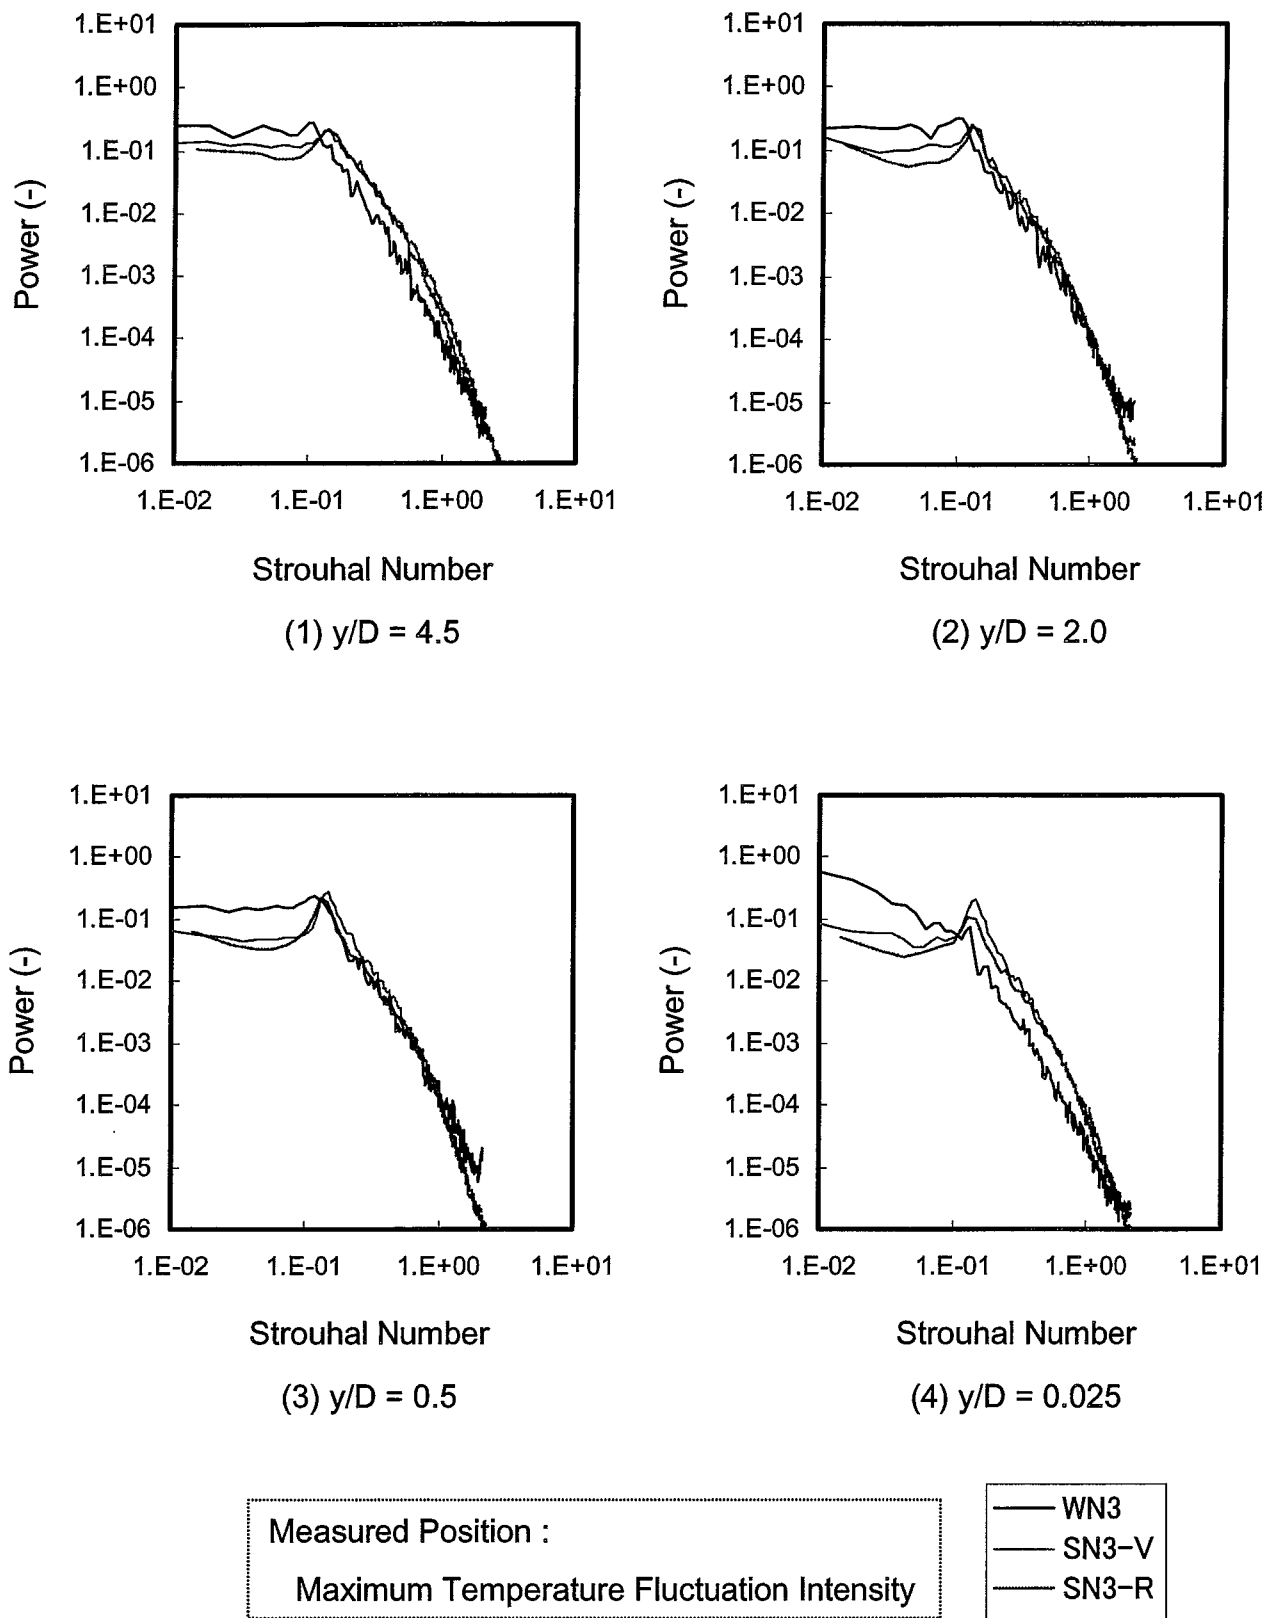 1.E+01
1.E+00
1.E-01
1.E-02
1.E-03
1.E-04
1.E-05
1.E-06
Power (-)
1.E-02 1.E-01 1.E+00 1.E+01
Strouhal Number
(1) y/D = 4.5
1.E+01
1.E+00
1.E-01
1.E-02
1.E-03
1.E-04
1.E-05
1.E-06
Power (-)
1.E-02 1.E-01 1.E+00 1.E+01
Strouhal Number
(2) y/D = 2.0
1.E+01
1.E+00
1.E-01
1.E-02
1.E-03
1.E-04
1.E-05
1.E-06
Power (-)
1.E-02 1.E-01 1.E+00 1.E+01
Strouhal Number
(3) y/D = 0.5
1.E+01
1.E+00
1.E-01
1.E-02
1.E-03
1.E-04
1.E-05
1.E-06
Power (-)
1.E-02 1.E-01 1.E+00 1.E+01
Strouhal Number
(4) y/D = 0.025
Measured Position :
Maximum Temperature Fluctuation Intensity
WN3
SN3-V
SN3-R